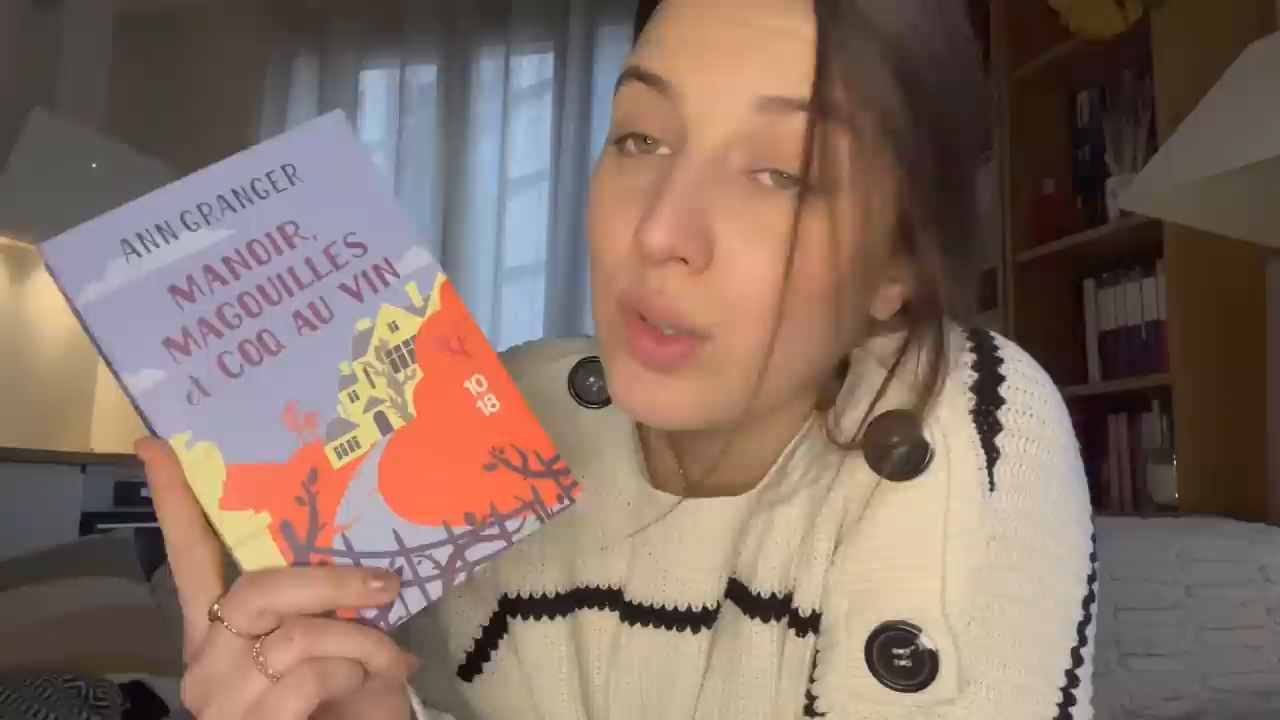 ANN GRANGER
MANOIR,
MAGOUILLES
et COQ AU VIN
10
18